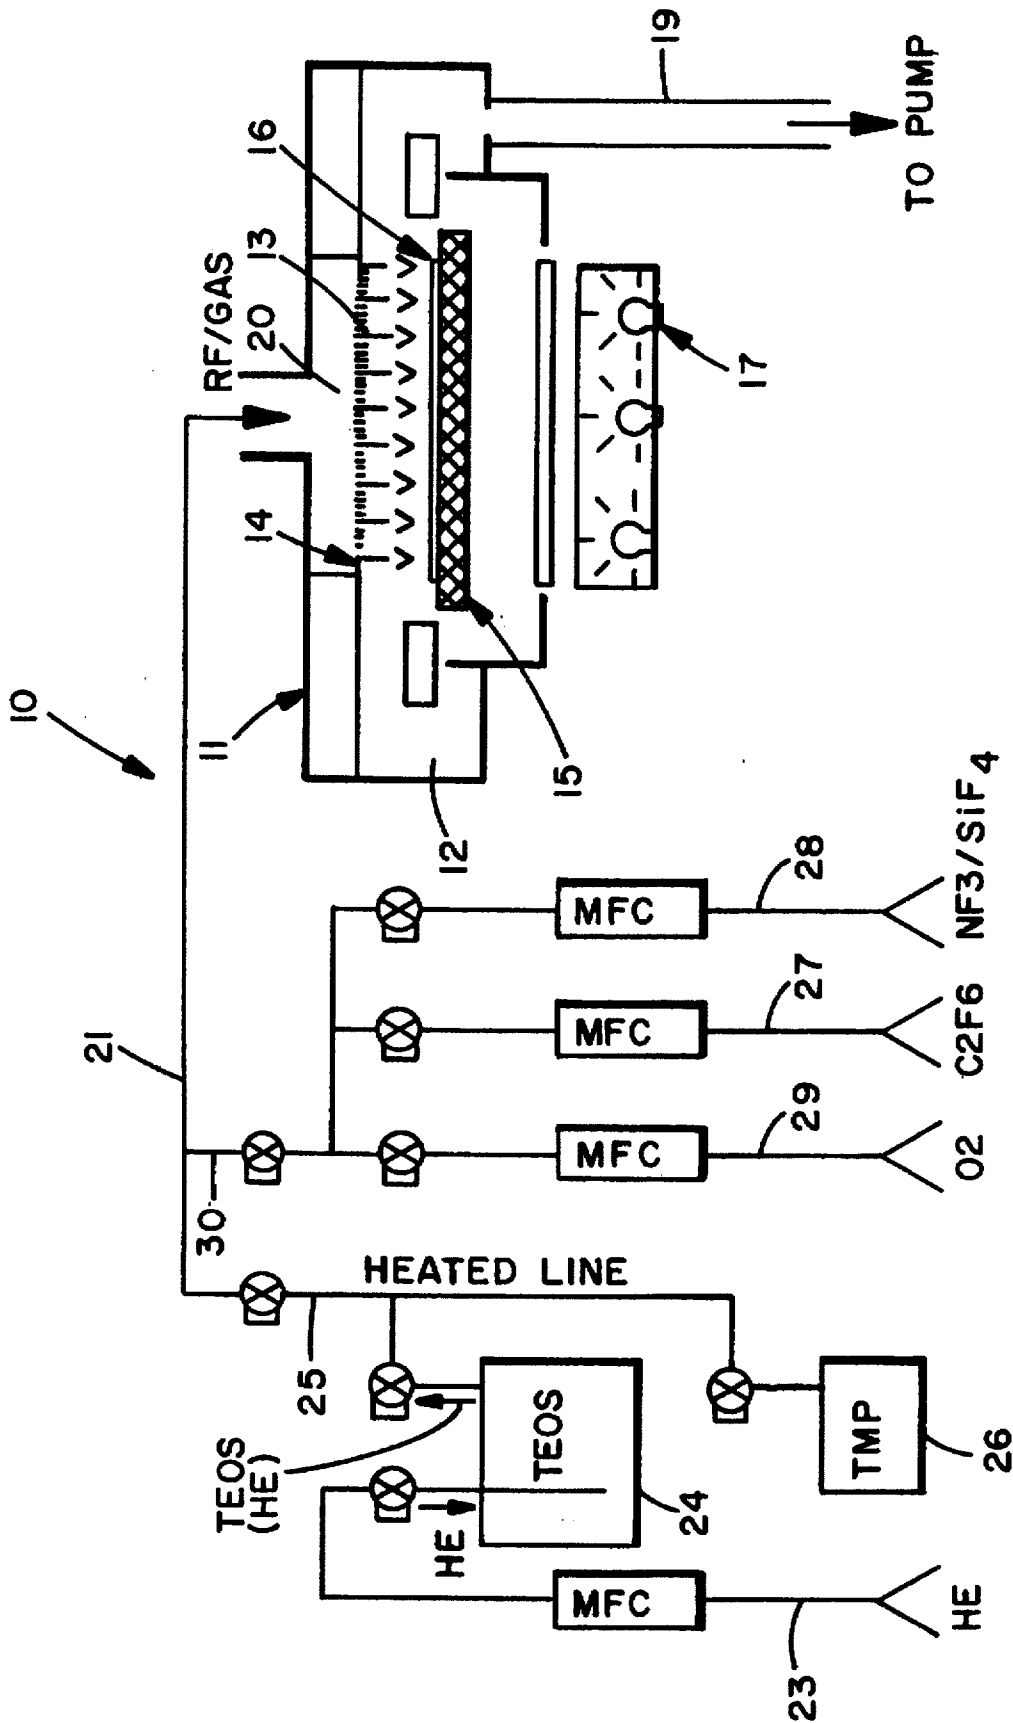 10
21
30
25
HEATED LINE
TEOS
(HE)
HE
TEOS
24
TMP
26
MFC
23
HE
MFC
29
O2
MFC
27
C2F6
MFC
28
NF3/SiF4
11
12
14
RF/GAS
20
13
16
15
17
19
TO PUMP